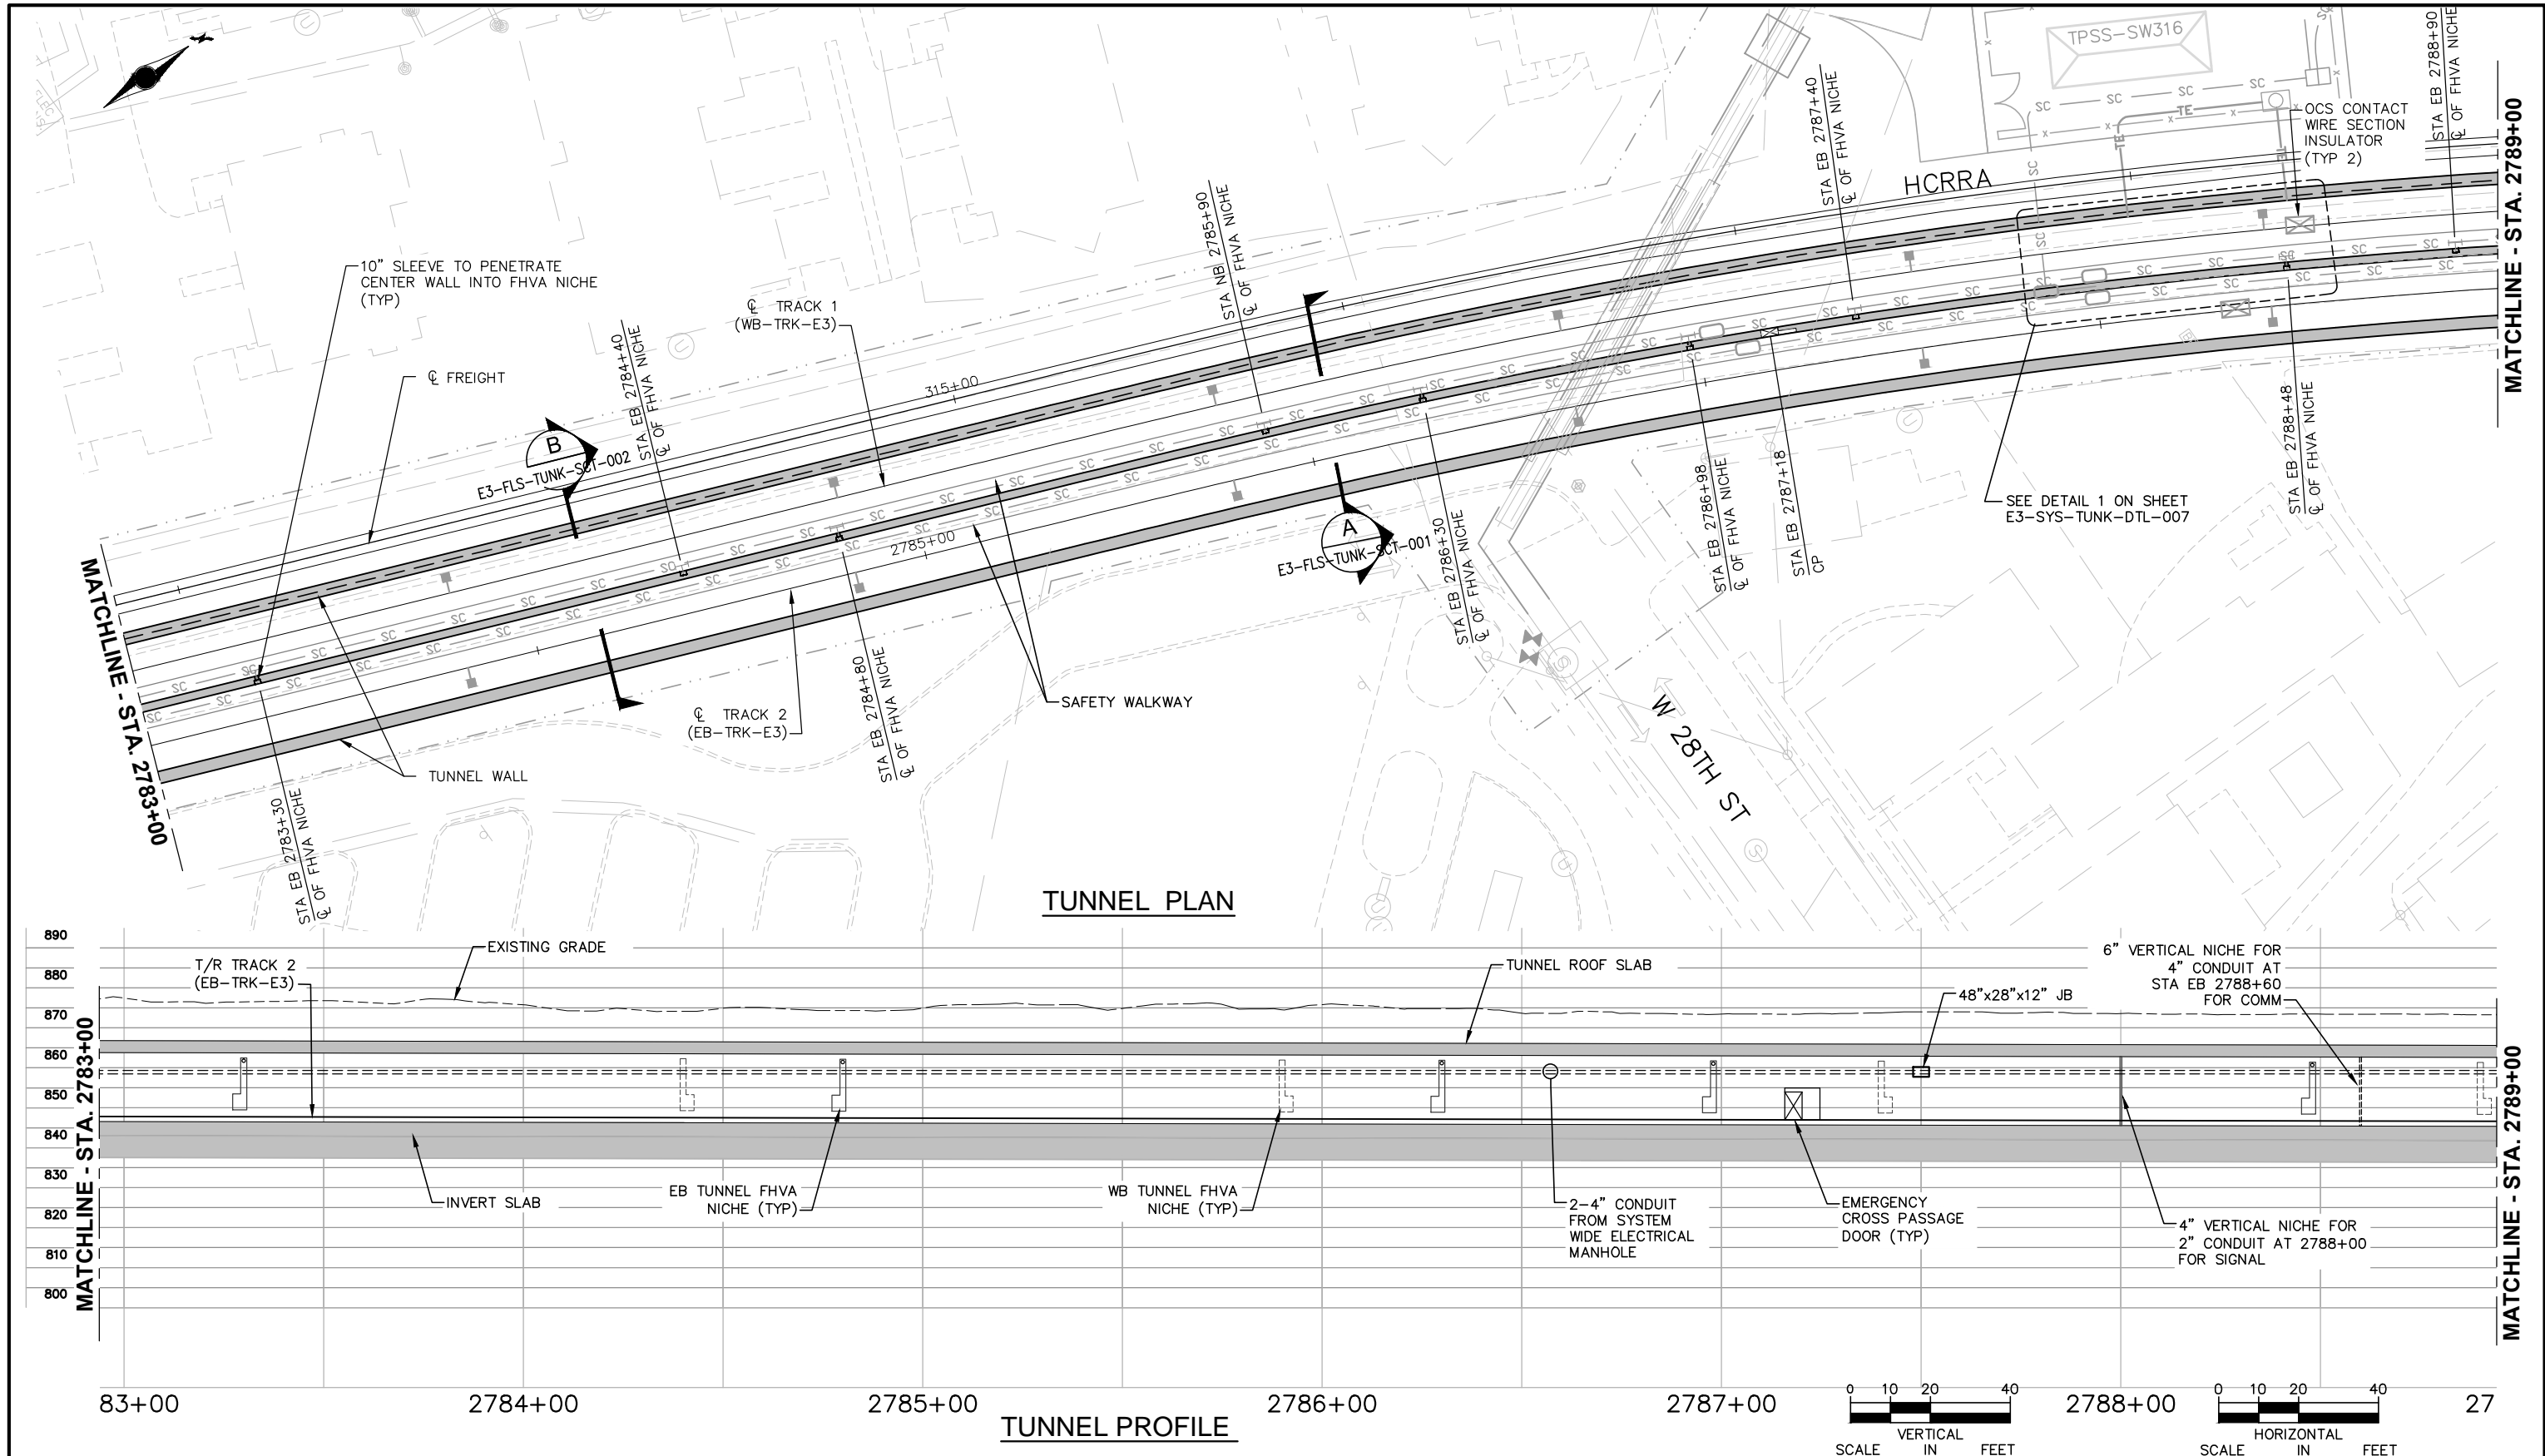 TPSS-SW316
STA EB 2788+90
℄ OF FHVA NICHE
OCS CONTACT
WIRE SECTION
INSULATOR
(TYP 2)
MATCHLINE - STA. 2789+00
STA EB 2787+40
℄ OF FHVA NICHE
HCRRA
STA NB 2785+90
℄ OF FHVA NICHE
10" SLEEVE TO PENETRATE
CENTER WALL INTO FHVA NICHE
(TYP)
℄ TRACK 1
(WB-TRK-E3)
STA EB 2784+40
℄ OF FHVA NICHE
℄ FREIGHT
315+00
B
E3-FLS-TUNK-SCT-002
2785+00
A
E3-FLS-TUNK-SCT-001
STA EB 2786+30
℄ OF FHVA NICHE
STA EB 2786+98
℄ OF FHVA NICHE
STA EB 2787+18
CP
SEE DETAIL 1 ON SHEET
E3-SYS-TUNK-DTL-007
STA EB 2788+48
℄ OF FHVA NICHE
MATCHLINE - STA. 2783+00
STA EB 2783+30
℄ OF FHVA NICHE
TUNNEL WALL
℄ TRACK 2
(EB-TRK-E3)
STA EB 2784+80
℄ OF FHVA NICHE
SAFETY WALKWAY
W 28TH ST
SC SC SC SC
TE TE TE
TUNNEL PLAN
890
880
870
860
850
840
830
820
810
800
MATCHLINE - STA. 2783+00
T/R TRACK 2
(EB-TRK-E3)
EXISTING GRADE
TUNNEL ROOF SLAB
48"x28"x12" JB
6" VERTICAL NICHE FOR
4" CONDUIT AT
STA EB 2788+60
FOR COMM
INVERT SLAB
EB TUNNEL FHVA
NICHE (TYP)
WB TUNNEL FHVA
NICHE (TYP)
2-4" CONDUIT
FROM SYSTEM
WIDE ELECTRICAL
MANHOLE
EMERGENCY
CROSS PASSAGE
DOOR (TYP)
4" VERTICAL NICHE FOR
2" CONDUIT AT 2788+00
FOR SIGNAL
MATCHLINE - STA. 2789+00
83+00 2784+00 2785+00 2786+00 2787+00 2788+00 27
TUNNEL PROFILE
0 10 20 40
VERTICAL
SCALE IN FEET
0 10 20 40
HORIZONTAL
SCALE IN FEET